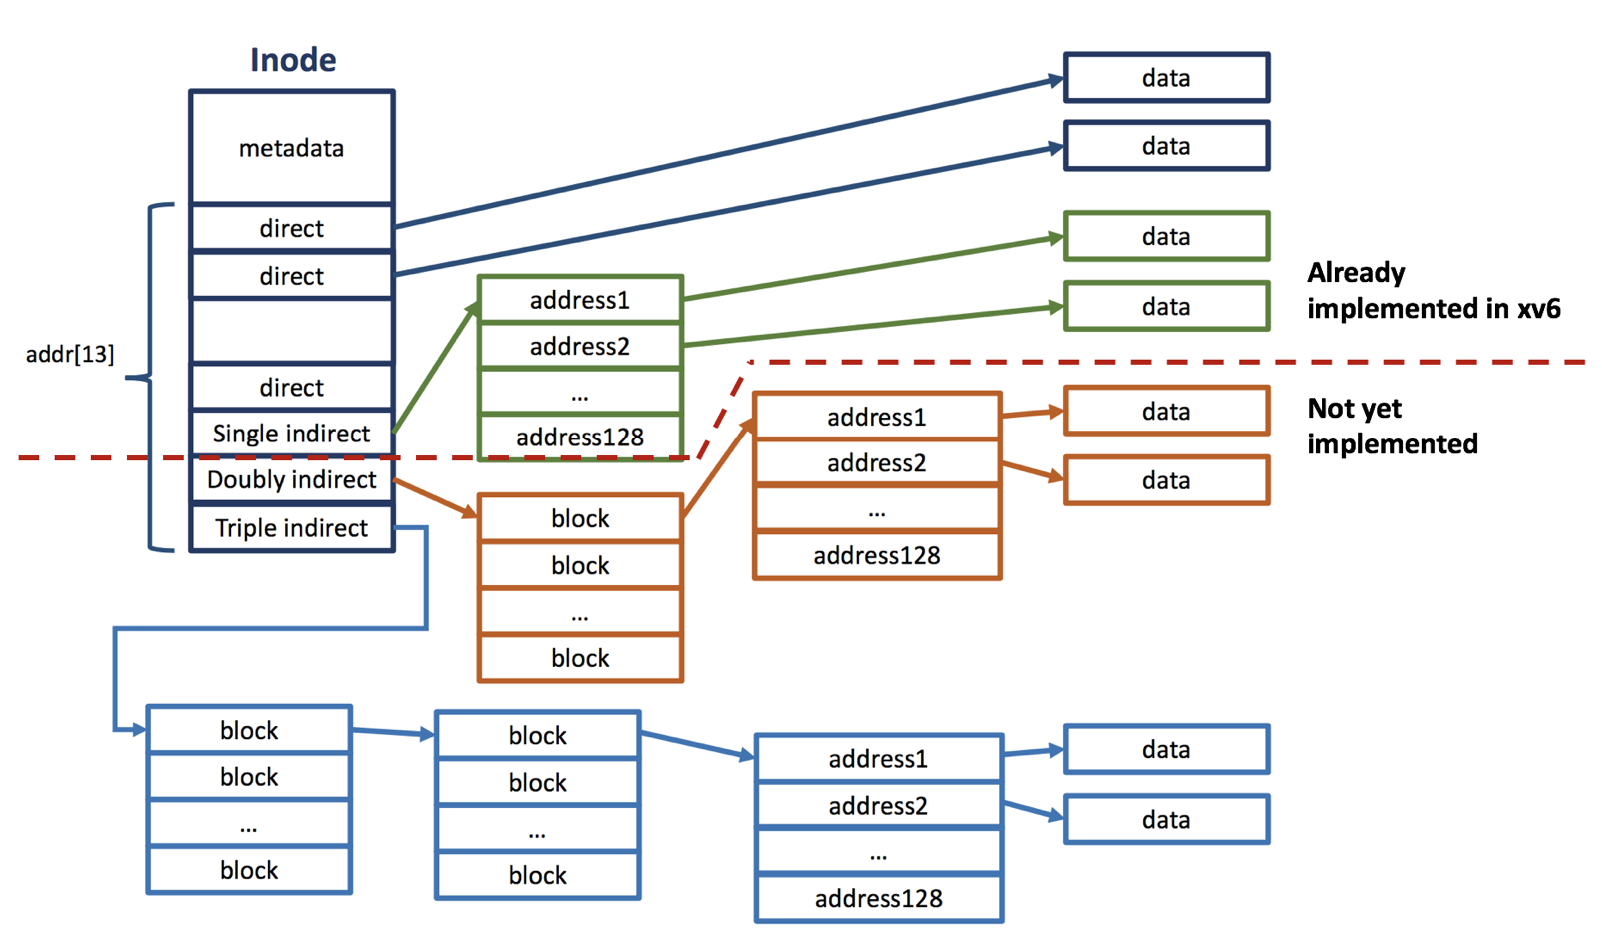 Inode
metadata
addr[13]
direct
direct
direct
Single indirect
Doubly indirect
Triple indirect
address1
address2
...
address128
data
data
data
data
Already
implemented in xv6
Not yet
implemented
block
block
...
block
address1
address2
...
address128
data
data
block
block
...
block
block
block
...
block
address1
address2
...
address128
data
data